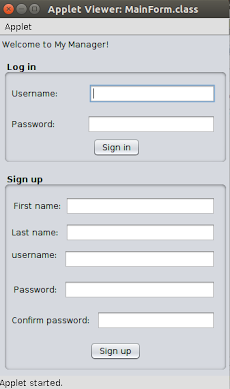 Applet Viewer: MainForm.class
Applet
Welcome to My Manager!
Log in
Username:
Password:
Sign in
Sign up
First name:
Last name:
username:
Password:
Confirm password:
Sign up
Applet started.